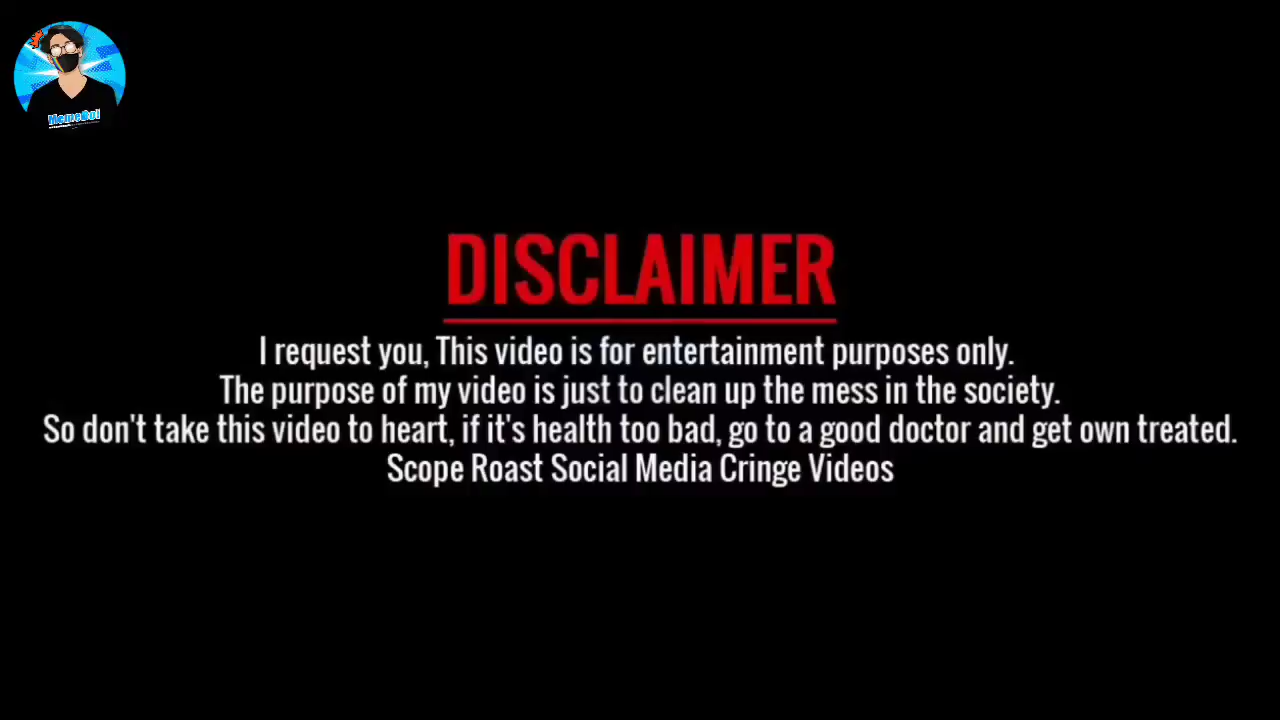 DISCLAIMER
I request you, This video is for entertainment purposes only.
The purpose of my video is just to clean up the mess in the society.
So don't take this video to heart, if it's health too bad, go to a good doctor and get own treated.
Scope Roast Social Media Cringe Videos